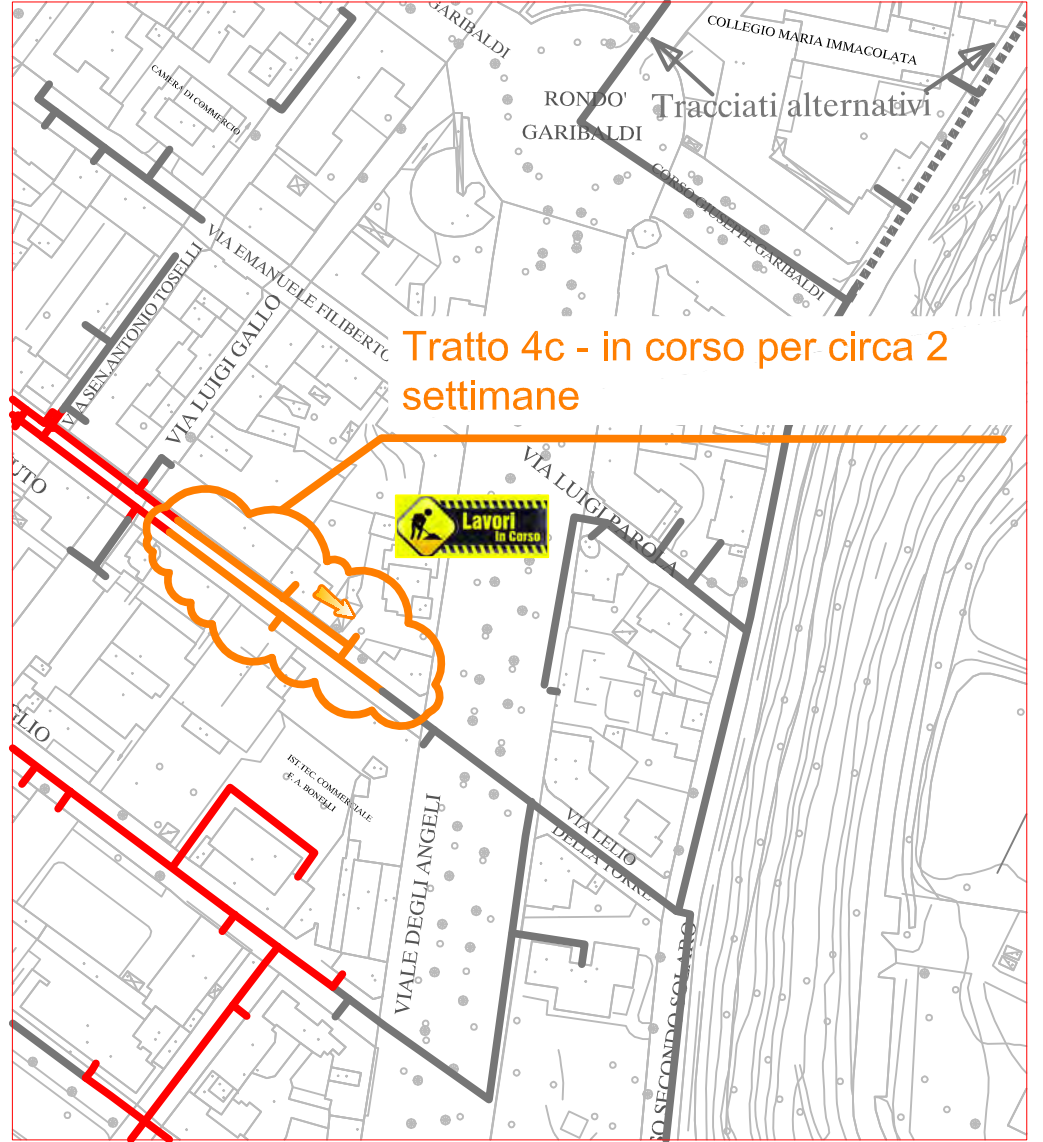 GARIBALDI
COLLEGIO MARIA IMMACOLATA
CAMERA DI COMMERCIO
RONDO'
GARIBALDI
Tracciati alternativi
CORSO GIUSEPPE GARIBALDI
VIA EMANUELE FILIBERTO
VIA SEN.ANTONIO TOSELLI
VIA LUIGI GALLO
Tratto 4c - in corso per circa 2
settimane
UTO
VIA LUIGI PAROLA
Lavori
In Corso
GLIO
IST.TEC. COMMERCIALE
F. A. BONELLI
VIALE DEGLI ANGELI
VIA LELIO
DELLA TORRE
SO SECONDO SOLARO